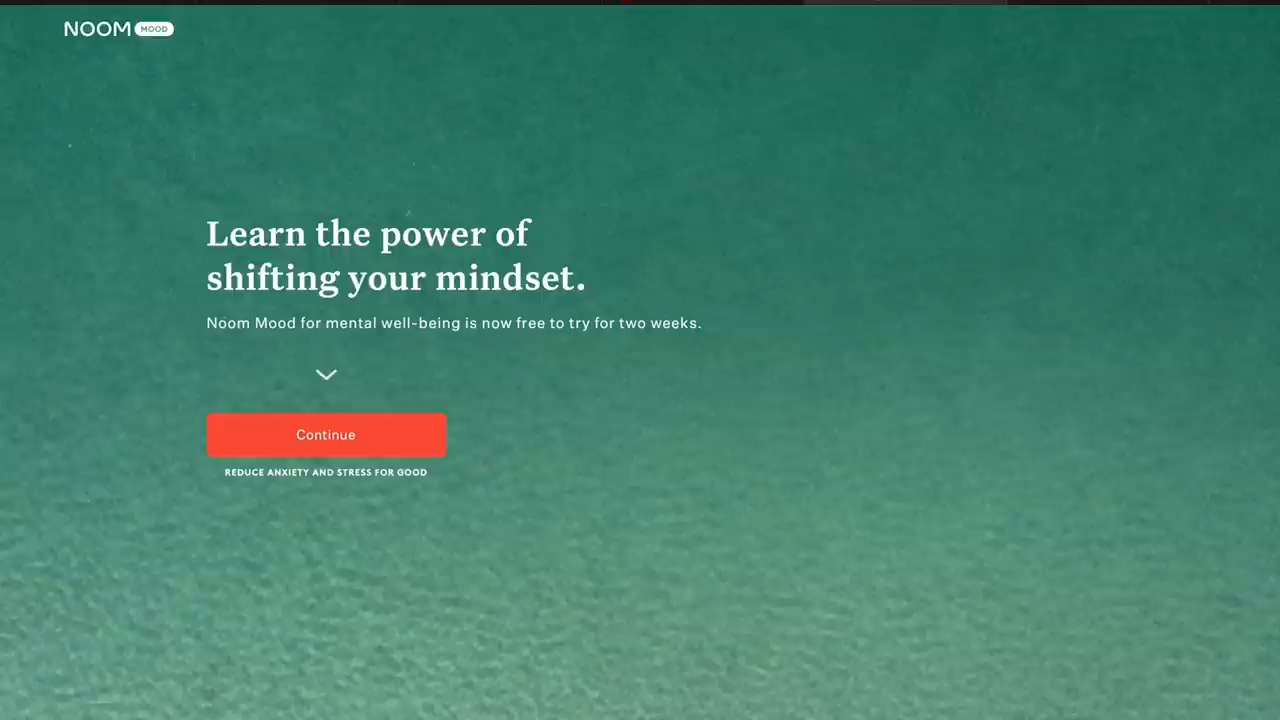 NOOM MOOD
Learn the power of
shifting your mindset.
Noom Mood for mental well-being is now free to try for two weeks.
Continue
REDUCE ANXIETY AND STRESS FOR GOOD